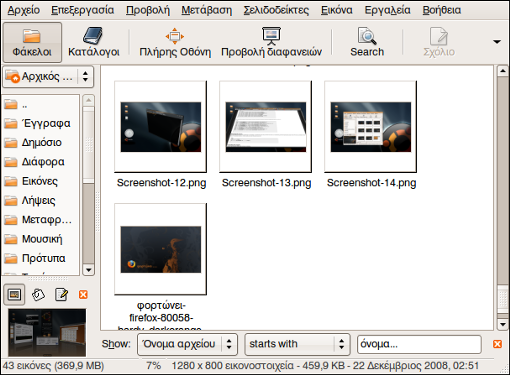 Αρχείο Επεξεργασία Προβολή Μετάβαση Σελιδοδείκτες Εικόνα Εργαλεία Βοήθεια
Φάκελοι Κατάλογοι Πλήρης Οθόνη Προβολή διαφανειών Search Σχόλιο
Αρχικός ...
..
Έγγραφα
Δημόσιο
Διάφορα
Εικόνες
Λήψεις
Μεταφρ...
Μουσική
Πρότυπα
Screenshot-12.png Screenshot-13.png Screenshot-14.png
φορτώνει-
firefox-80058-
Show: Όνομα αρχείου starts with όνομα...
43 εικόνες (369,9 MB) 7% 1280 x 800 εικονοστοιχεία - 459,9 KB - 22 Δεκέμβριος 2008, 02:51